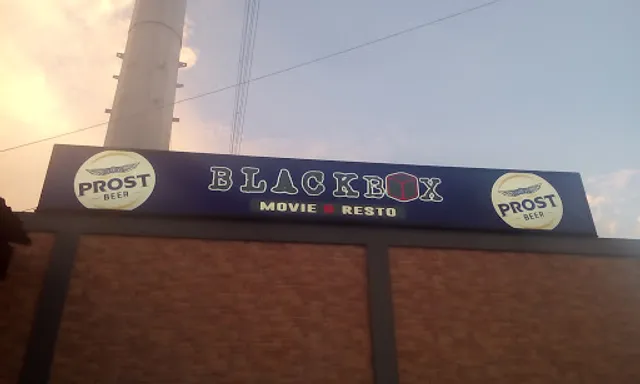 PROST
BEER
BLACKBOX
MOVIE & RESTO
PROST
BEER